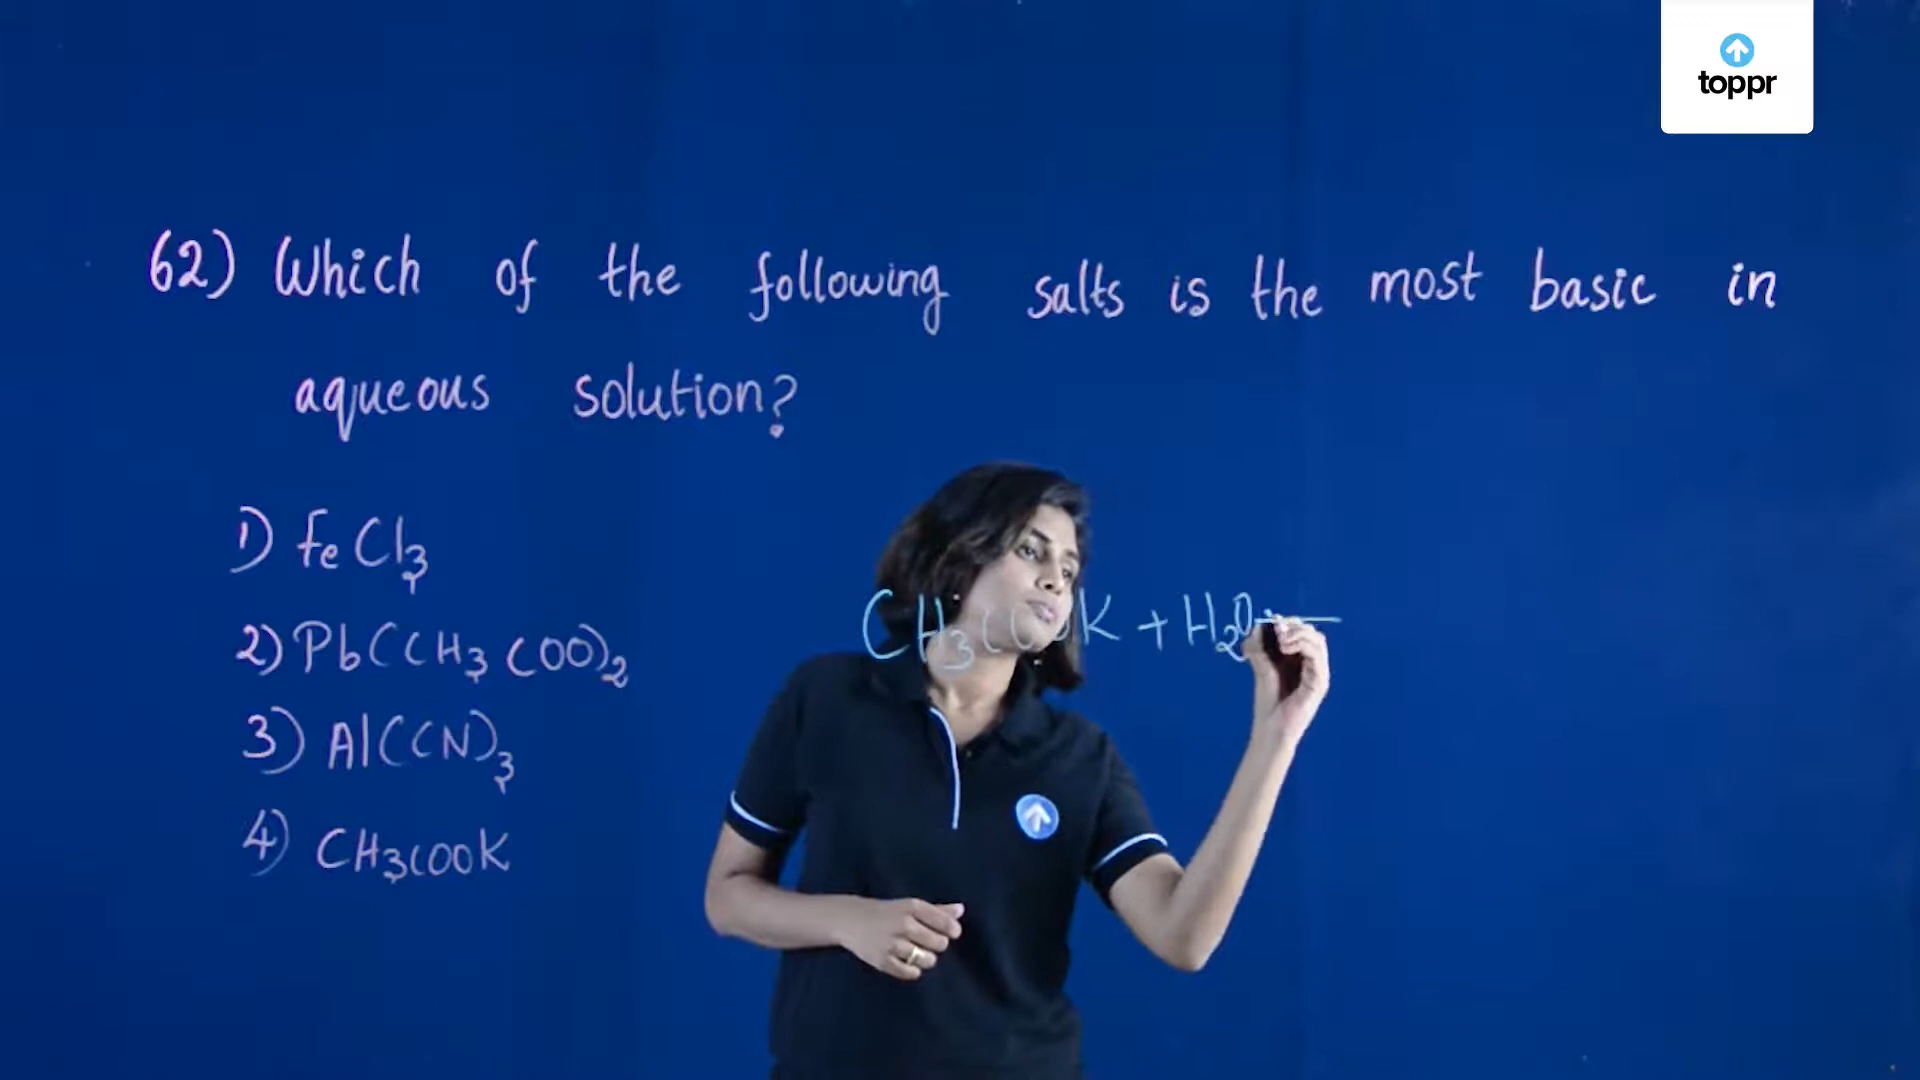 toppr
62) Which of the following salts is the most basic in
aqueous solution?
1) FeCl3
2) Pb(CH3COO)2
3) Al(CN)3
CH3COOK + H2O
4) CH3COOK